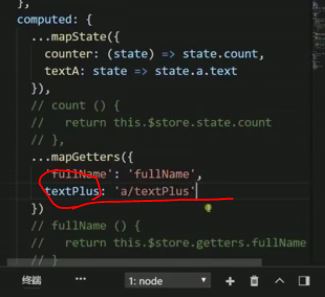 },
computed: {
...mapState({
counter: (state) => state.count,
textA: state => state.a.text
}),
// count () {
// return this.$store.state.count
// },
...mapGetters({
'fullName': 'fullName',
textPlus: 'a/textPlus'
})
// fullName () {
// return this.$store.getters.fullName
// }
终端 ··· 1: node